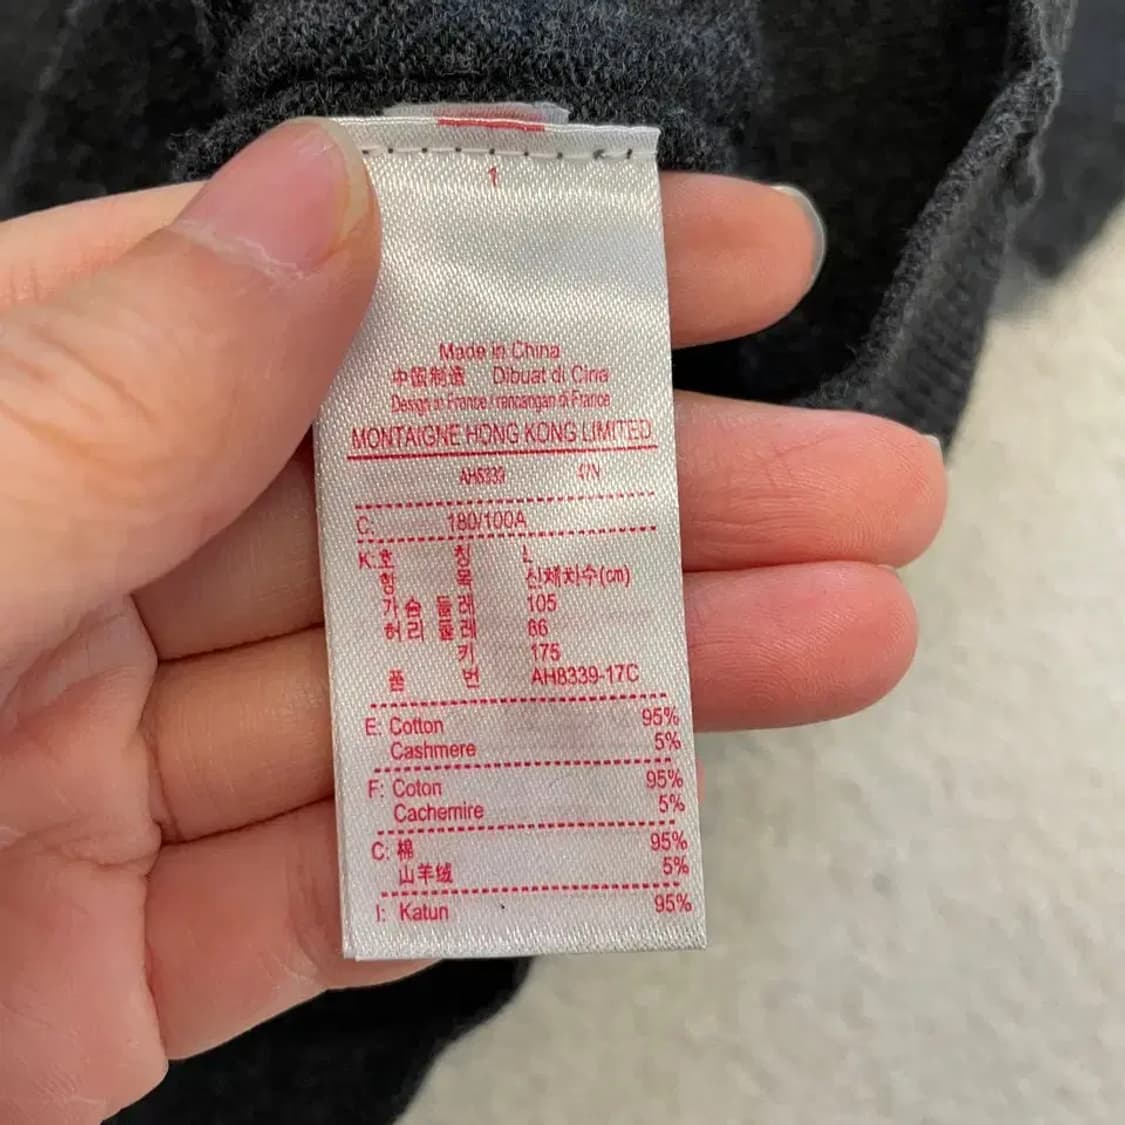 1
Made in China
中国制造 Dibuat di Cina
Design in France / rancangan di France
MONTAIGNE HONG KONG LIMITED
AH8339 47N
C: 180/100A
K: 호 칭 L
항 목 신체치수(cm)
가슴 둘레 105
허리 둘레 86
키 175
품 번 AH8339-17C
E: Cotton 95%
Cashmere 5%
F: Coton 95%
Cachemire 5%
C: 棉 95%
山羊绒 5%
I: Katun 95%